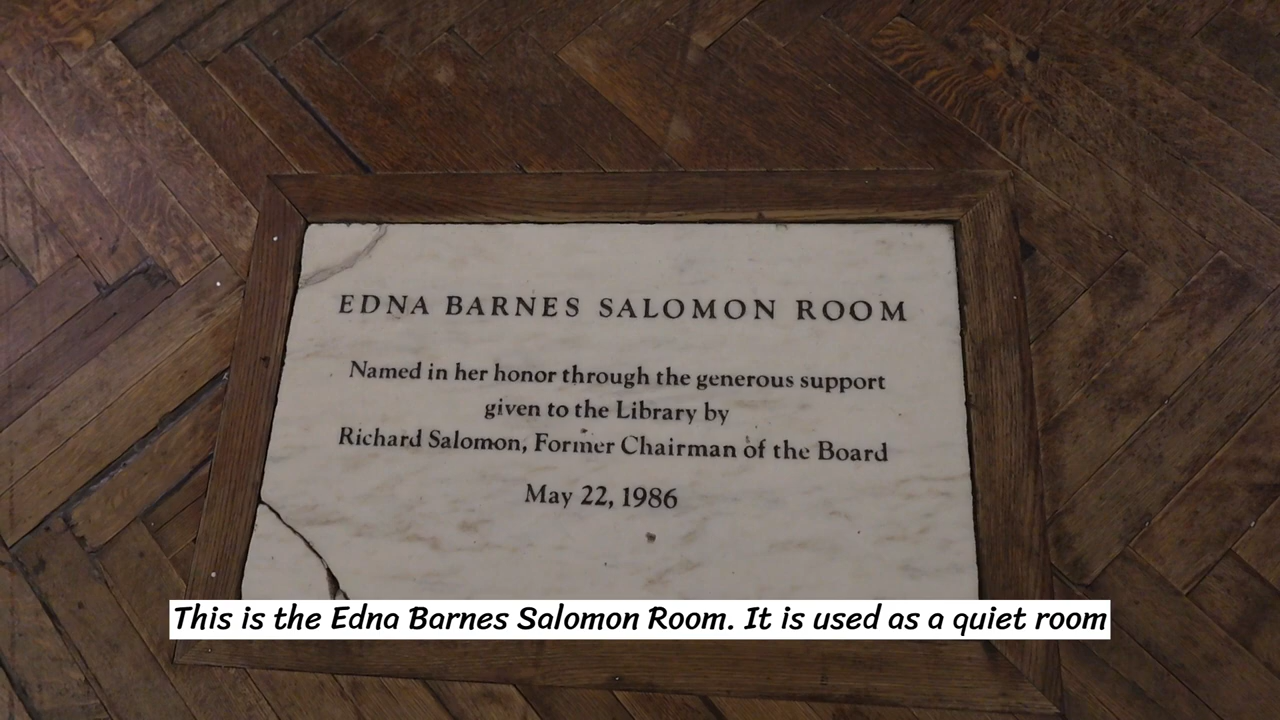 EDNA BARNES SALOMON ROOM
Named in her honor through the generous support
given to the Library by
Richard Salomon, Former Chairman of the Board
May 22, 1986
This is the Edna Barnes Salomon Room. It is used as a quiet room